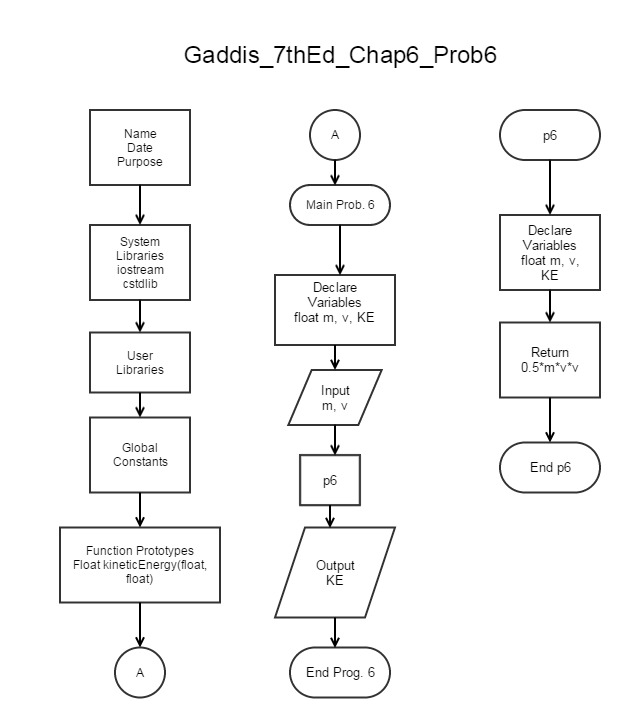 Gaddis_7thEd_Chap6_Prob6
Name
Date
Purpose
System
Libraries
iostream
cstdlib
User
Libraries
Global
Constants
Function Prototypes
Float kineticEnergy(float,
float)
A
A
Main Prob. 6
Declare
Variables
float m, v, KE
Input
m, v
p6
Output
KE
End Prog. 6
p6
Declare
Variables
float m, v,
KE
Return
0.5*m*v*v
End p6